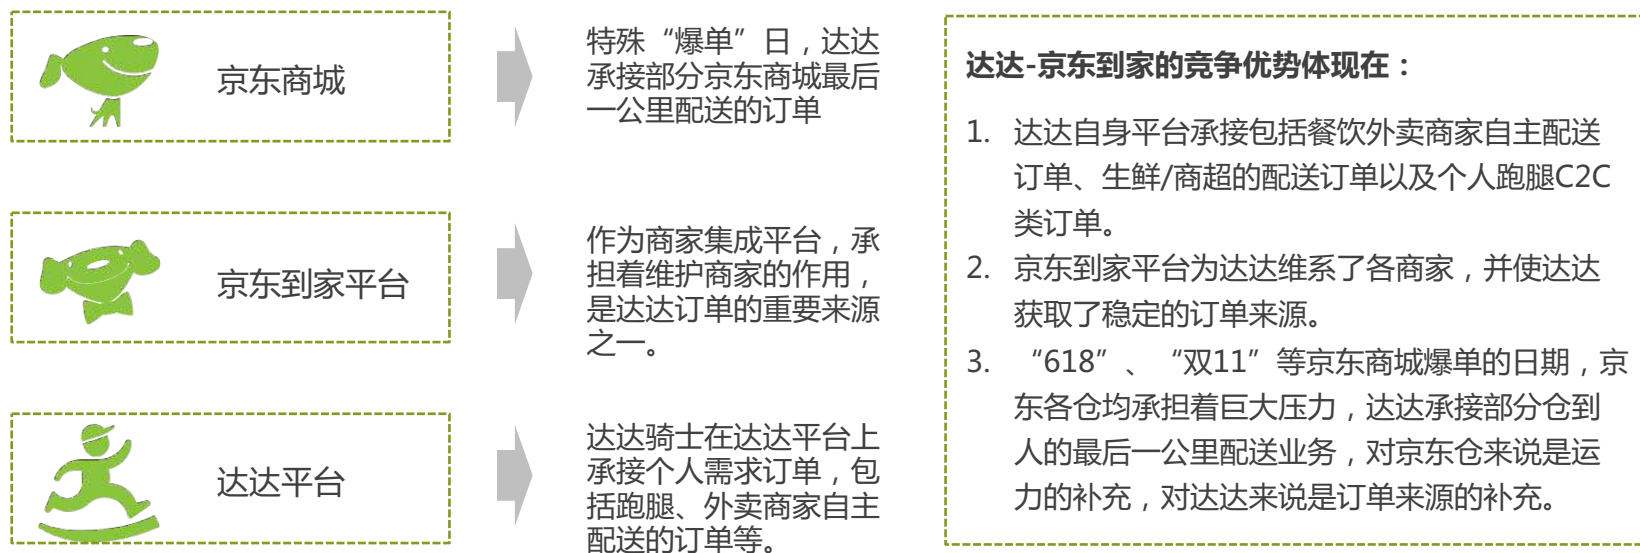 京东商城
特殊“爆单”日，达达
承接部分京东商城最后
一公里配送的订单
京东到家平台
作为商家集成平台，承
担着维护商家的作用，
是达达订单的重要来源
之一。
达达平台
达达骑士在达达平台上
承接个人需求订单，包
括跑腿、外卖商家自主
配送的订单等。
达达-京东到家的竞争优势体现在：
1. 达达自身平台承接包括餐饮外卖商家自主配送
订单、生鲜/商超的配送订单以及个人跑腿C2C
类订单。
2. 京东到家平台为达达维系了各商家，并使达达
获取了稳定的订单来源。
3. “618”、“双11”等京东商城爆单的日期，京
东各仓均承担着巨大压力，达达承接部分仓到
人的最后一公里配送业务，对京东仓来说是运
力的补充，对达达来说是订单来源的补充。